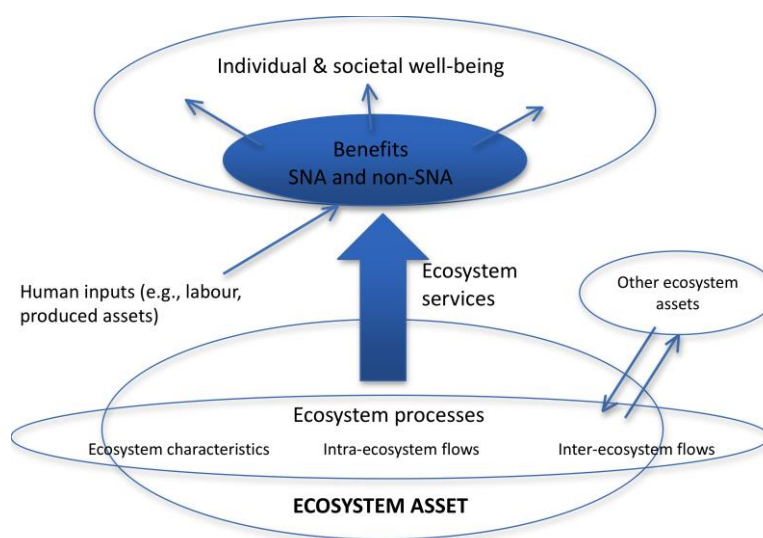 Individual & societal well-being
Benefits
SNA and non-SNA
Ecosystem
services
Human inputs (e.g., labour,
produced assets)
Other ecosystem
assets
Ecosystem processes
Ecosystem characteristics
Intra-ecosystem flows
Inter-ecosystem flows
ECOSYSTEM ASSET